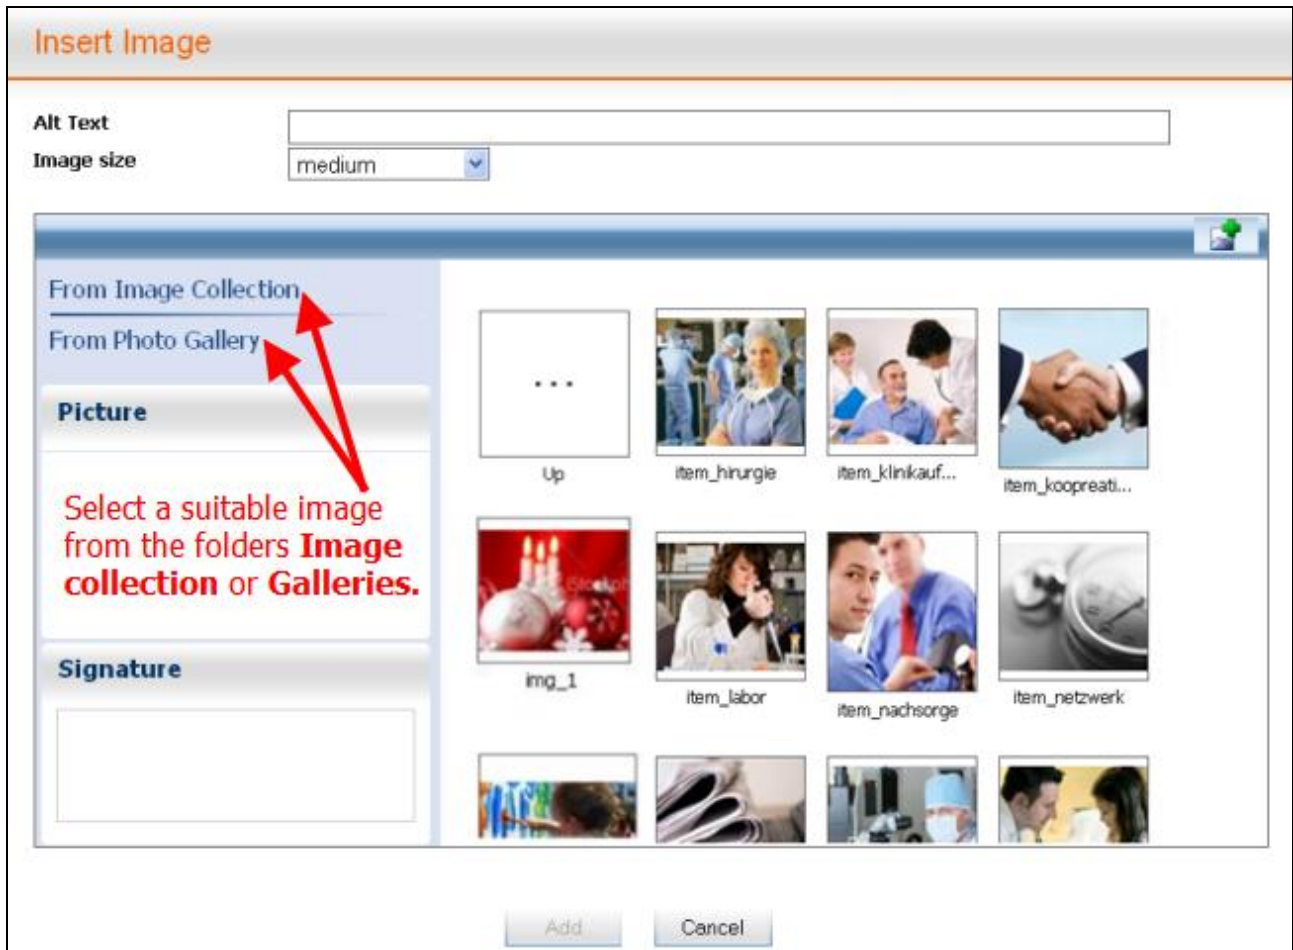 Insert Image
Alt Text
Image size
medium
From Image Collection
From Photo Gallery
Picture
Select a suitable image
from the folders Image
collection or Galleries.
Signature
...
Up
item_hirurgie
item_klinikauf...
item_koopreati...
img_1
item_labor
item_nachsorge
item_netzwerk
Add
Cancel